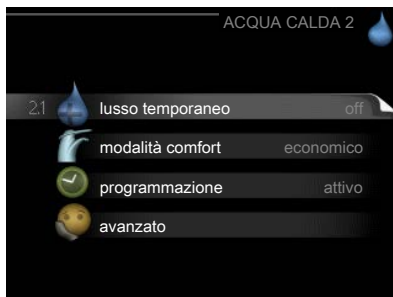 ACQUA CALDA 2
2.1 lusso temporaneo off
modalità comfort economico
programmazione attivo
avanzato